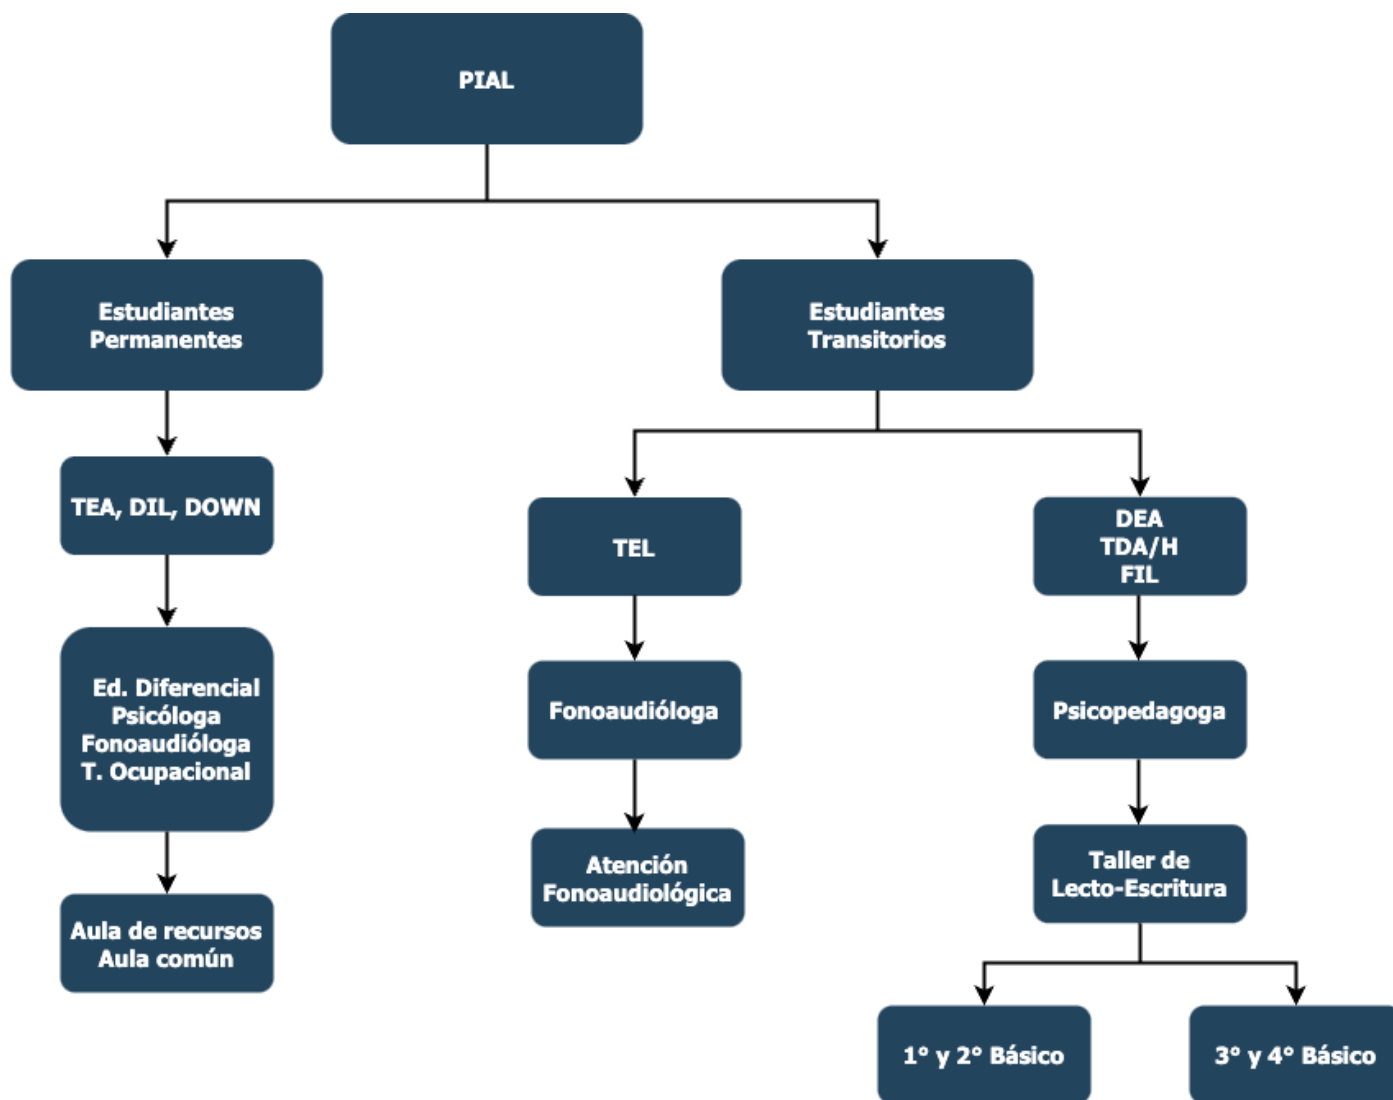 PIAL
Estudiantes
Permanentes
Estudiantes
Transitorios
TEA, DIL, DOWN
TEL
DEA
TDA/H
FIL
Ed. Diferencial
Psicóloga
Fonoaudióloga
T. Ocupacional
Fonoaudióloga
Psicopedagoga
Aula de recursos
Aula común
Atención
Fonoaudiológica
Taller de
Lecto-Escritura
1° y 2° Básico
3° y 4° Básico